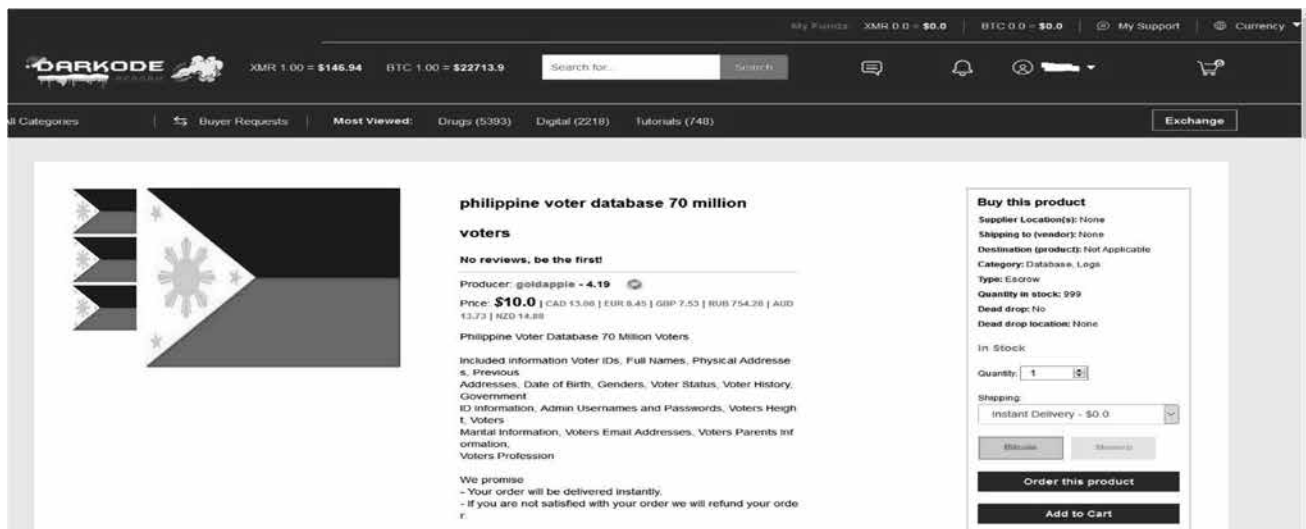 My Funds: XMR 0.0 = $0.0 | BTC 0.0 = $0.0 | My Support | Currency
DARKODE
REBORN
XMR 1.00 = $146.94 BTC 1.00 = $22713.9
Search for..
Search
ll Categories | Buyer Requests | Most Viewed: Drugs (5393) Digital (2218) Tutorials (748)
Exchange
philippine voter database 70 million
voters
No reviews, be the first!
Producer: goldapple - 4.19
Price: $10.0 | CAD 13.06 | EUR 8.45 | GBP 7.53 | RUB 754.28 | AUD
13.73 | NZD 14.88
Philippine Voter Database 70 Million Voters
Included information Voter IDs, Full Names, Physical Addresse
s, Previous
Addresses, Date of Birth, Genders, Voter Status, Voter History,
Government
ID Information, Admin Usernames and Passwords, Voters Heigh
t, Voters
Marital Information, Voters Email Addresses, Voters Parents Inf
ormation,
Voters Profession
We promise
- Your order will be delivered instantly.
- If you are not satisfied with your order we will refund your orde
r.
Buy this product
Supplier Location(s): None
Shipping to (vendor): None
Destination (product): Not Applicable
Category: Database, Logs
Type: Escrow
Quantity in stock: 999
Dead drop: No
Dead drop location: None
In Stock
Quantity: 1
Shipping:
Instant Delivery - $0.0
Bitcoin Monero
Order this product
Add to Cart